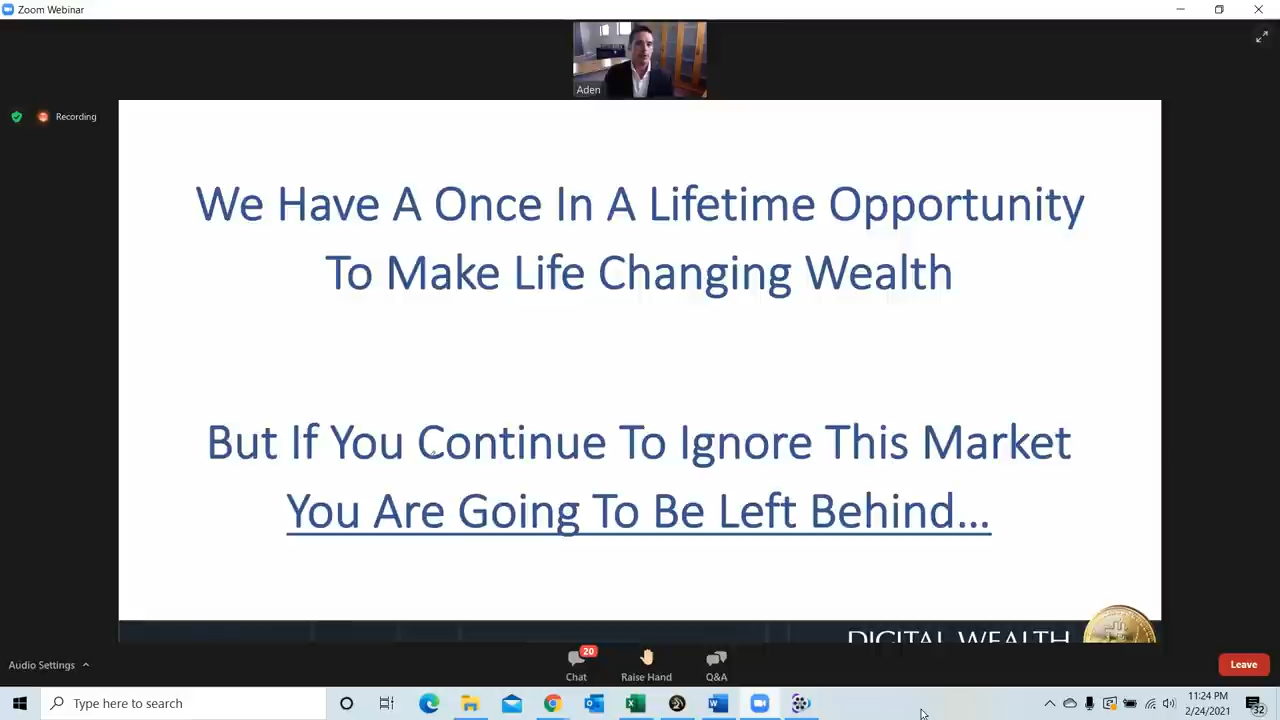 Zoom Webinar
Aden
Recording
We Have A Once In A Lifetime Opportunity
To Make Life Changing Wealth
But If You Continue To Ignore This Market
You Are Going To Be Left Behind...
DIGITAL WEALTH
Audio Settings
20
Chat
Raise Hand
Q&A
Leave
Type here to search
11:24 PM
2/24/2021
32